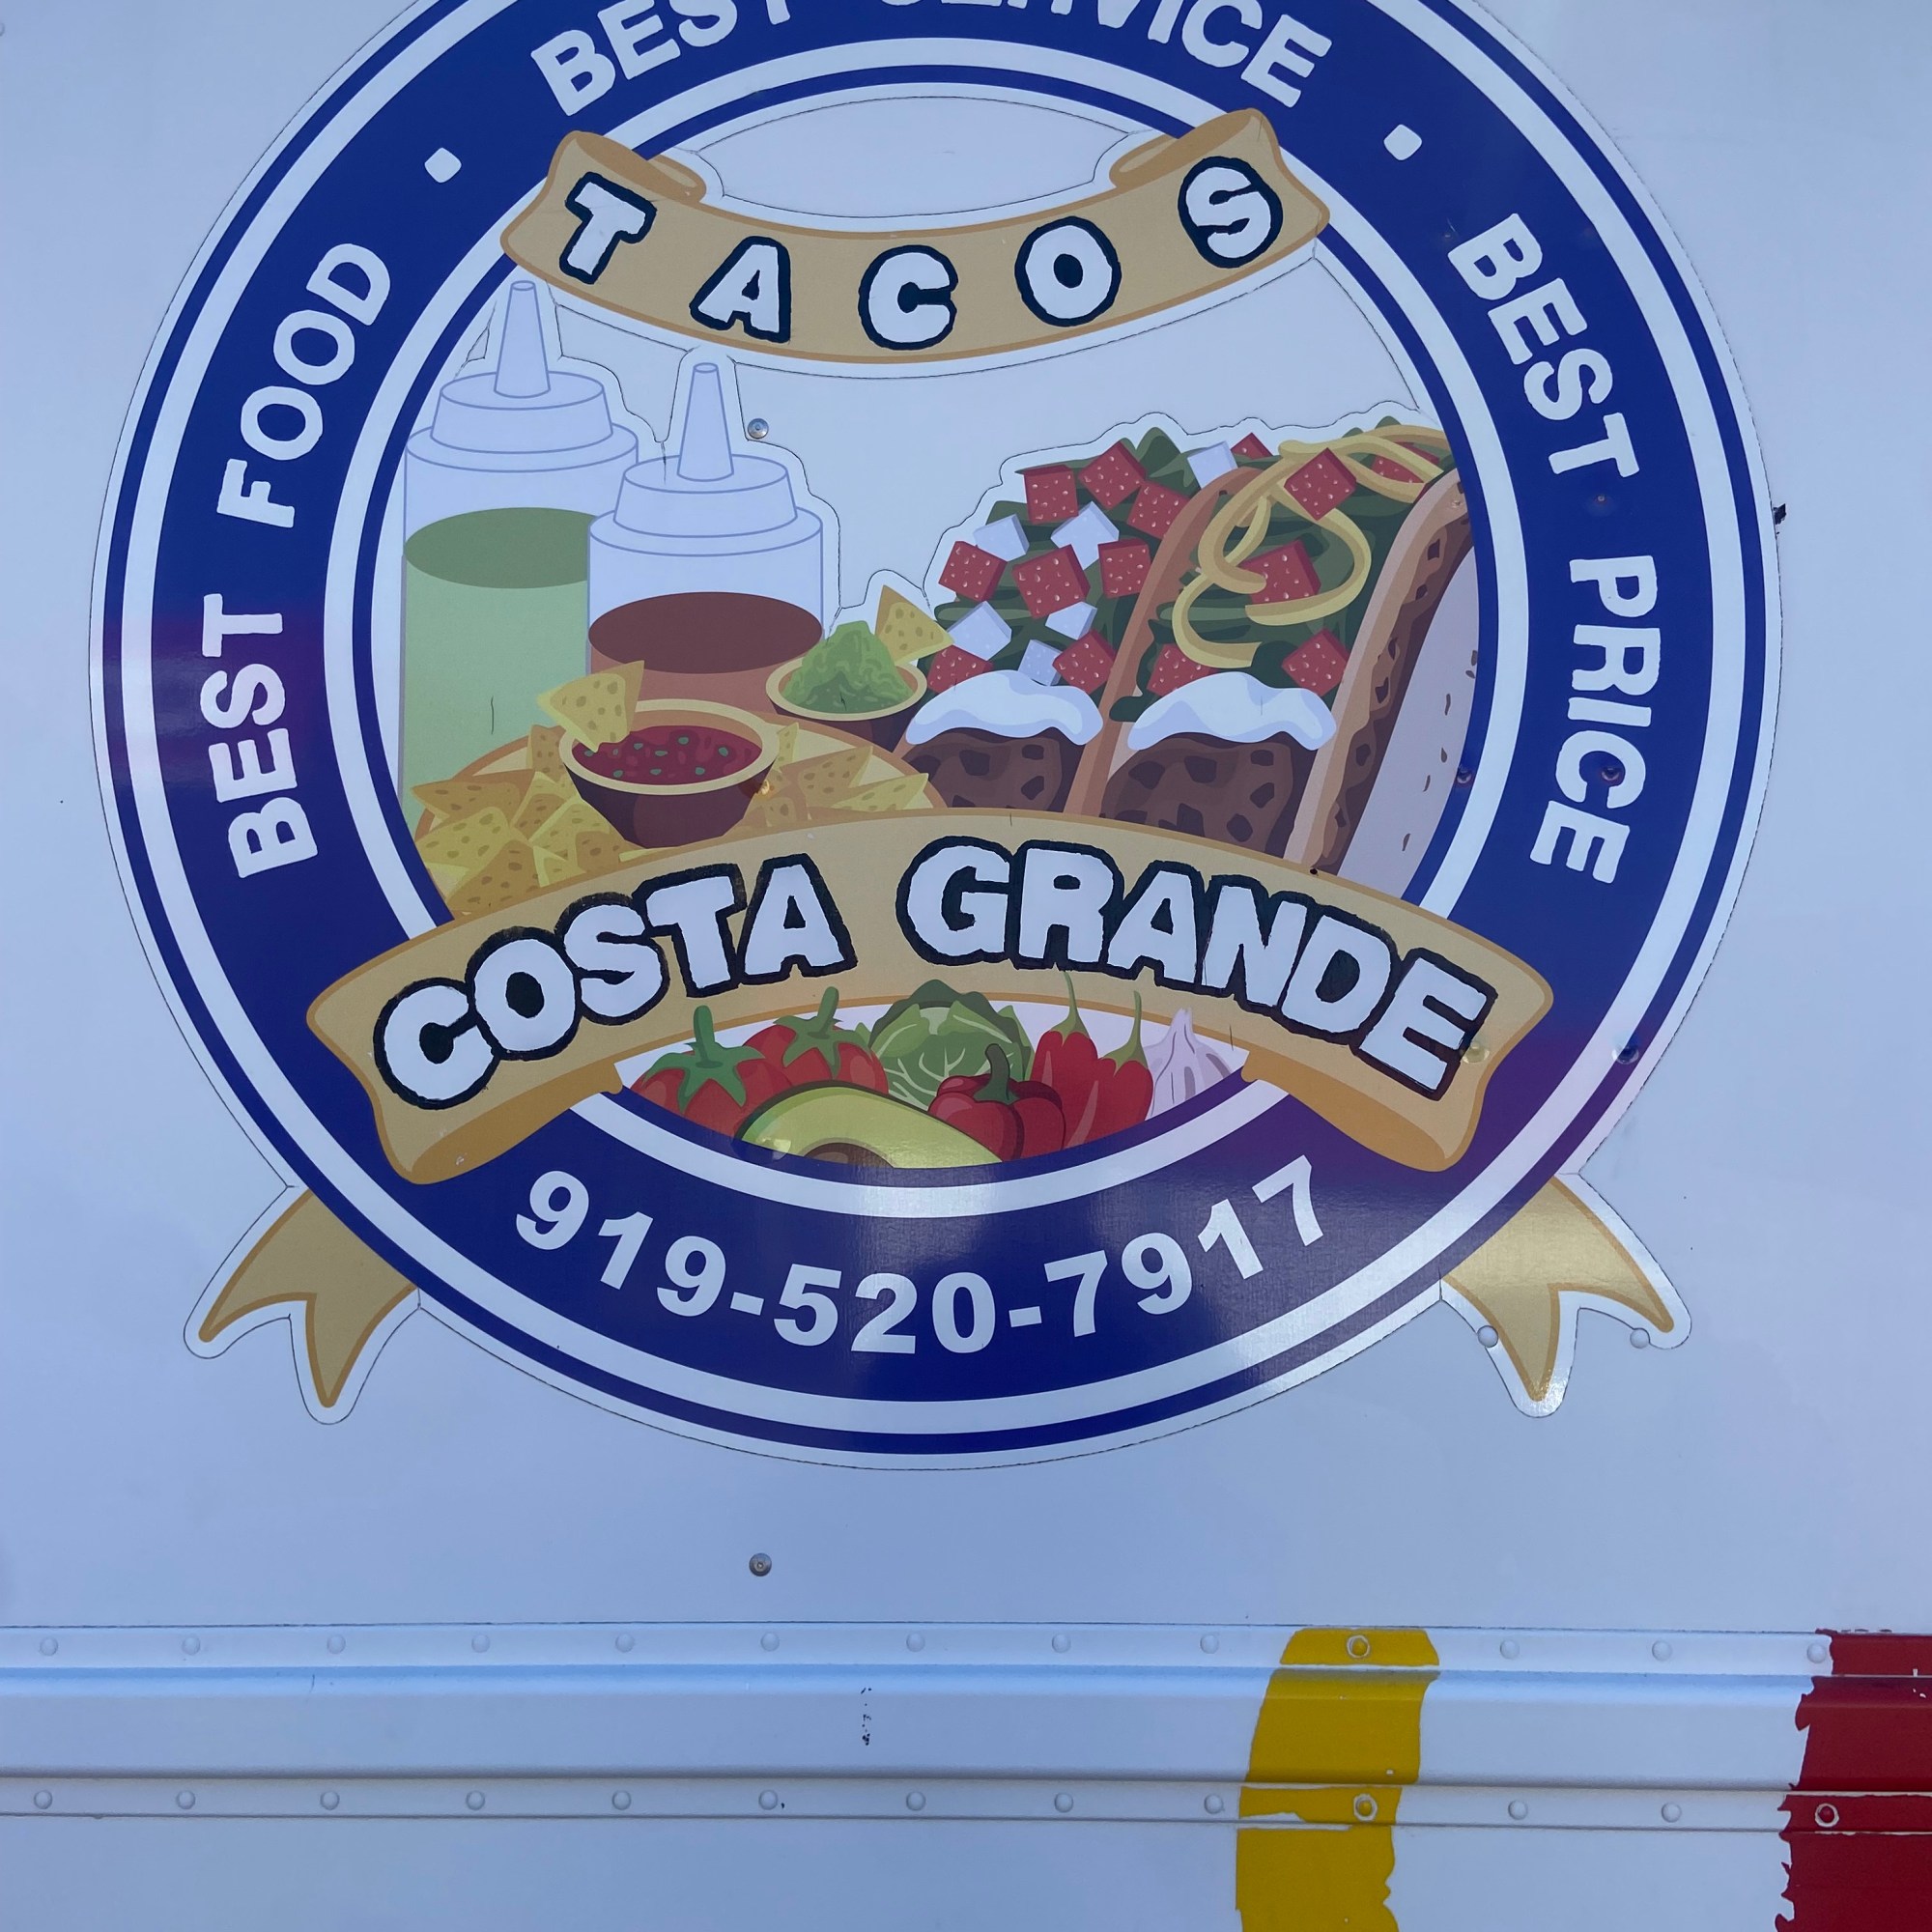 BEST FOOD • BEST SERVICE • BEST PRICE
TACOS
COSTA GRANDE
919-520-7917